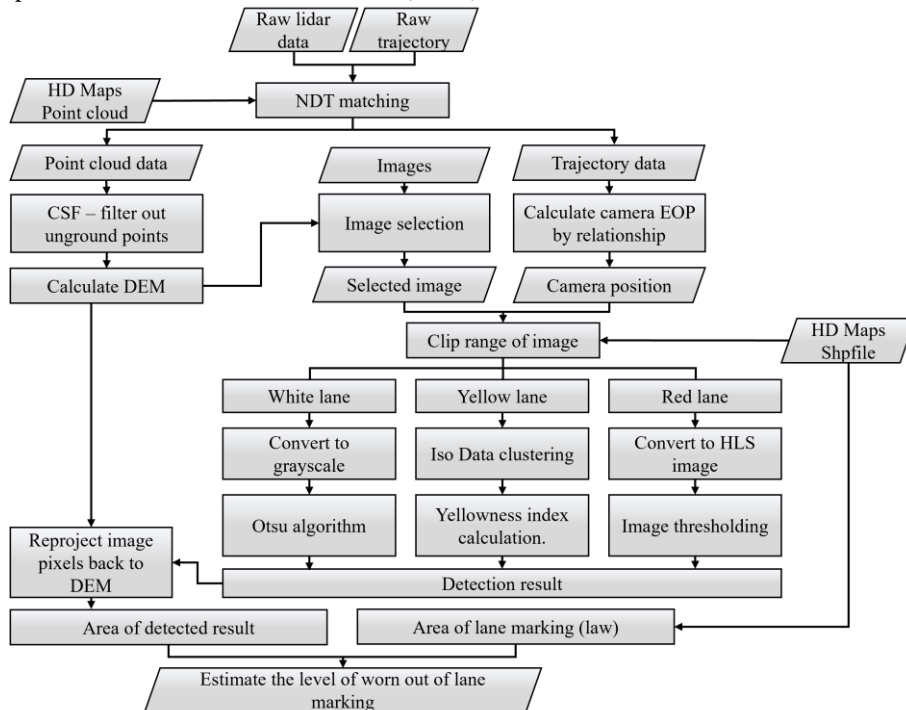 Raw lidar
data
Raw
trajectory
HD Maps
Point cloud
NDT matching
Point cloud data
Images
Trajectory data
CSF – filter out
unground points
Image selection
Calculate camera EOP
by relationship
Calculate DEM
Selected image
Camera position
Clip range of image
HD Maps
Shpfile
White lane
Yellow lane
Red lane
Convert to
grayscale
Iso Data clustering
Convert to HLS
image
Otsu algorithm
Yellowness index
calculation.
Image thresholding
Reproject image
pixels back to
DEM
Detection result
Area of detected result
Area of lane marking (law)
Estimate the level of worn out of lane
marking